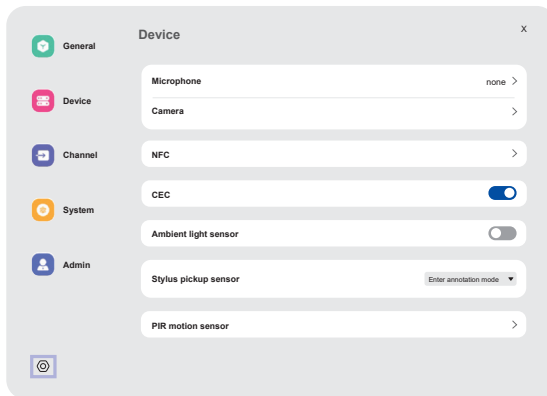 Device
X
General
Device
Channel
System
Admin
Microphone none
Camera
NFC
CEC
Ambient light sensor
Stylus pickup sensor Enter annotation mode
PIR motion sensor